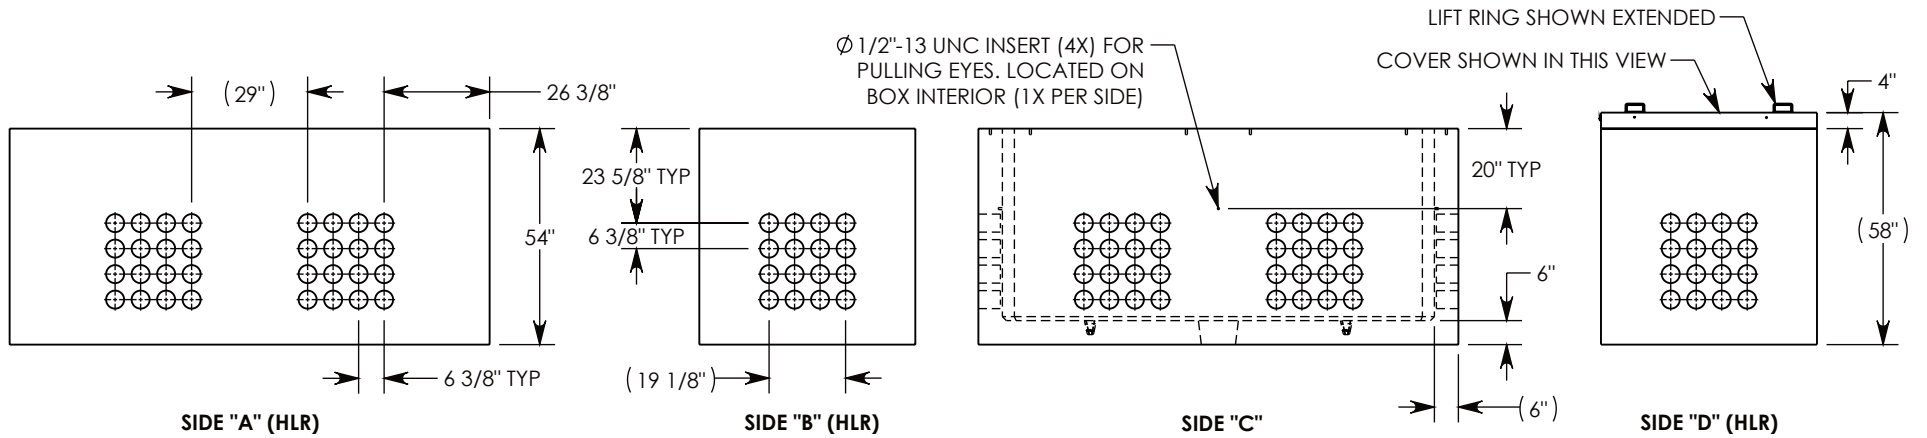 LIFT RING SHOWN EXTENDED
COVER SHOWN IN THIS VIEW
Ø 1/2"-13 UNC INSERT (4X) FOR
PULLING EYES. LOCATED ON
BOX INTERIOR (1X PER SIDE)
(29")
26 3/8"
4"
23 5/8" TYP
20" TYP
54"
6 3/8" TYP
(58")
6"
6 3/8" TYP
(19 1/8")
(6")
SIDE "A" (HLR)
SIDE "B" (HLR)
SIDE "C"
SIDE "D" (HLR)